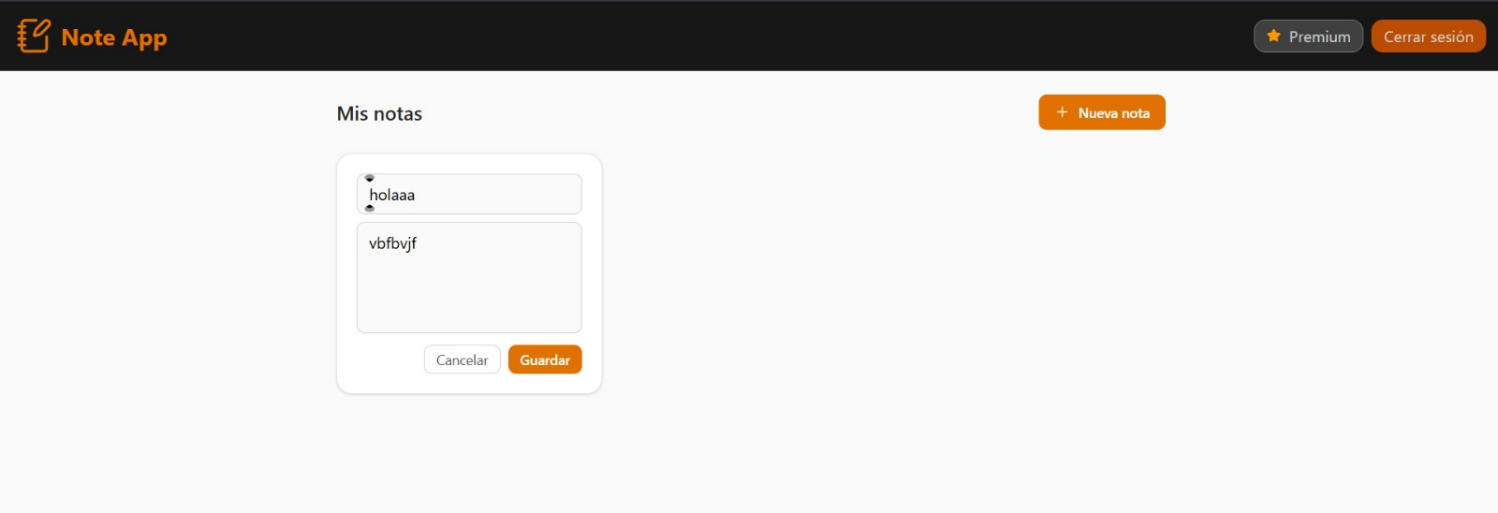 Note App
Premium
Cerrar sesión
Mis notas
+ Nueva nota
holaaa
vbfbvjf
Cancelar
Guardar